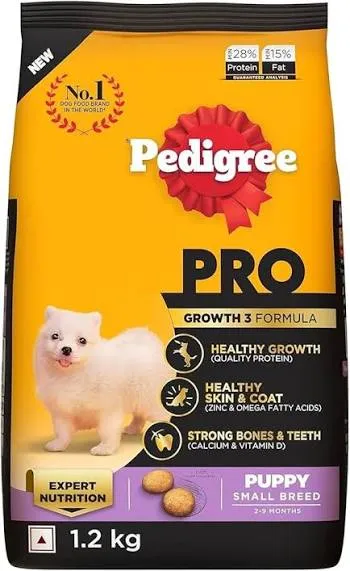 NEW
No.1
DOG FOOD BRAND
IN THE WORLD*
MIN 28% Protein
MIN 15% Fat
GUARANTEED ANALYSIS
Pedigree
PRO
GROWTH 3 FORMULA
HEALTHY GROWTH
(QUALITY PROTEIN)
HEALTHY
SKIN & COAT
(ZINC & OMEGA FATTY ACIDS)
STRONG BONES & TEETH
(CALCIUM & VITAMIN D)
EXPERT
NUTRITION
PUPPY
SMALL BREED
2-9 MONTHS
1.2 kg